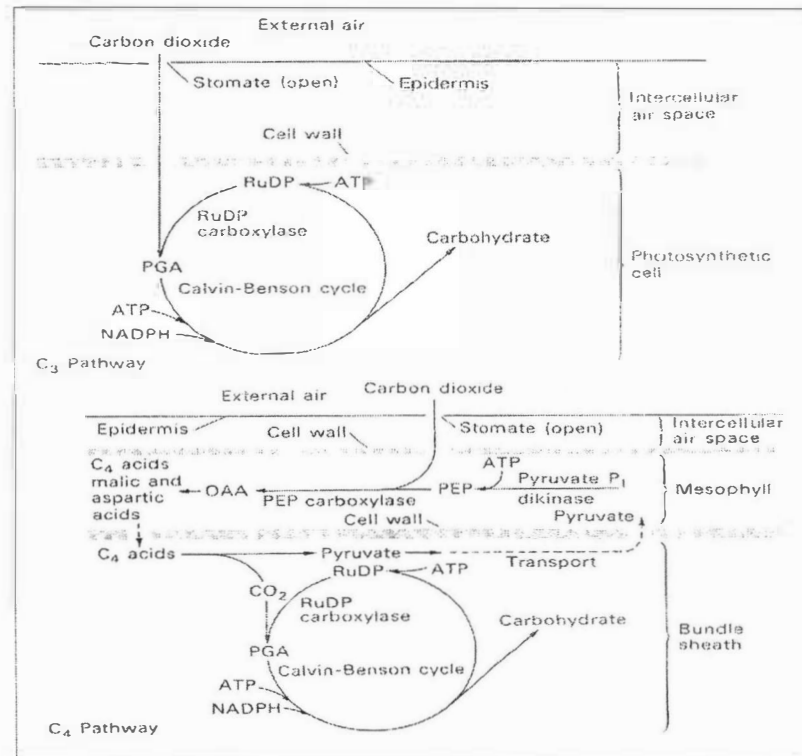 External air
Carbon dioxide
Stomate (open)
Epidermis
Intercellular
air space
Cell wall
RuDP
ATP
RuDP
carboxylase
Carbohydrate
PGA
Photosynthetic
cell
Calvin-Benson cycle
ATP
NADPH
C₃ Pathway
External air
Carbon dioxide
Epidermis
Cell wall
Stomate (open)
Intercellular
air space
C₄ acids
malic and
aspartic
acids
OAA
PEP carboxylase
PEP
ATP
Pyruvate P₁
dikinase
Mesophyll
Cell wall
Pyruvate
C₄ acids
Pyruvate
Transport
RuDP
ATP
CO₂
RuDP
carboxylase
Carbohydrate
Bundle
sheath
PGA
Calvin-Benson cycle
ATP
NADPH
C₄ Pathway